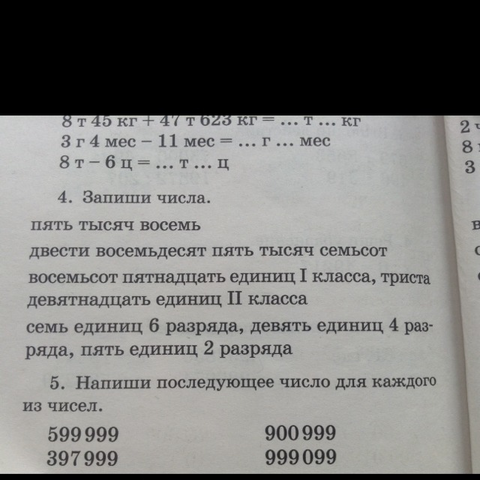 8 т 45 кг + 47 т 623 кг = ... т ... кг
3 г 4 мес – 11 мес = ... г ... мес
8 т – 6 ц = ... т ... ц
4. Запиши числа.
пять тысяч восемь
двести восемьдесят пять тысяч семьсот
восемьсот пятнадцать единиц I класса, триста
девятнадцать единиц II класса
семь единиц 6 разряда, девять единиц 4 раз-
ряда, пять единиц 2 разряда
5. Напиши последующее число для каждого
из чисел.
599 999 900 999
397 999 999 099
2
8
3